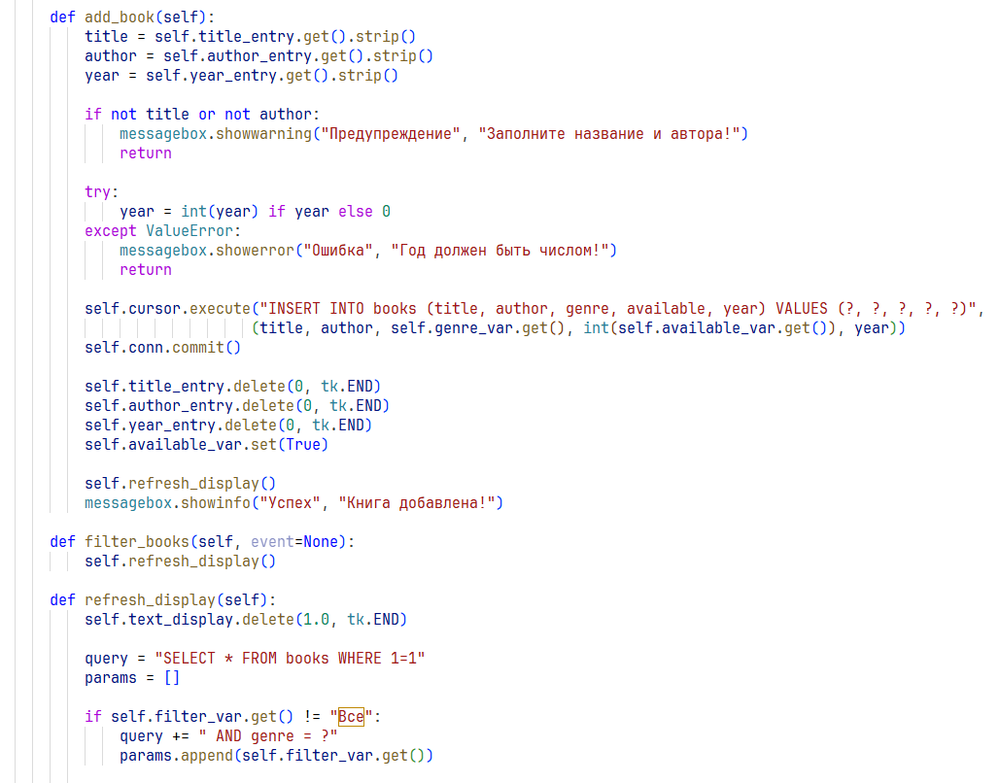 def add_book(self):
title = self.title_entry.get().strip()
author = self.author_entry.get().strip()
year = self.year_entry.get().strip()
if not title or not author:
messagebox.showwarning("Предупреждение", "Заполните название и автора!")
return
try:
year = int(year) if year else 0
except ValueError:
messagebox.showerror("Ошибка", "Год должен быть числом!")
return
self.cursor.execute("INSERT INTO books (title, author, genre, available, year) VALUES (?, ?, ?, ?, ?)",
(title, author, self.genre_var.get(), int(self.available_var.get()), year))
self.conn.commit()
self.title_entry.delete(0, tk.END)
self.author_entry.delete(0, tk.END)
self.year_entry.delete(0, tk.END)
self.available_var.set(True)
self.refresh_display()
messagebox.showinfo("Успех", "Книга добавлена!")
def filter_books(self, event=None):
self.refresh_display()
def refresh_display(self):
self.text_display.delete(1.0, tk.END)
query = "SELECT * FROM books WHERE 1=1"
params = []
if self.filter_var.get() != "Все":
query += " AND genre = ?"
params.append(self.filter_var.get())